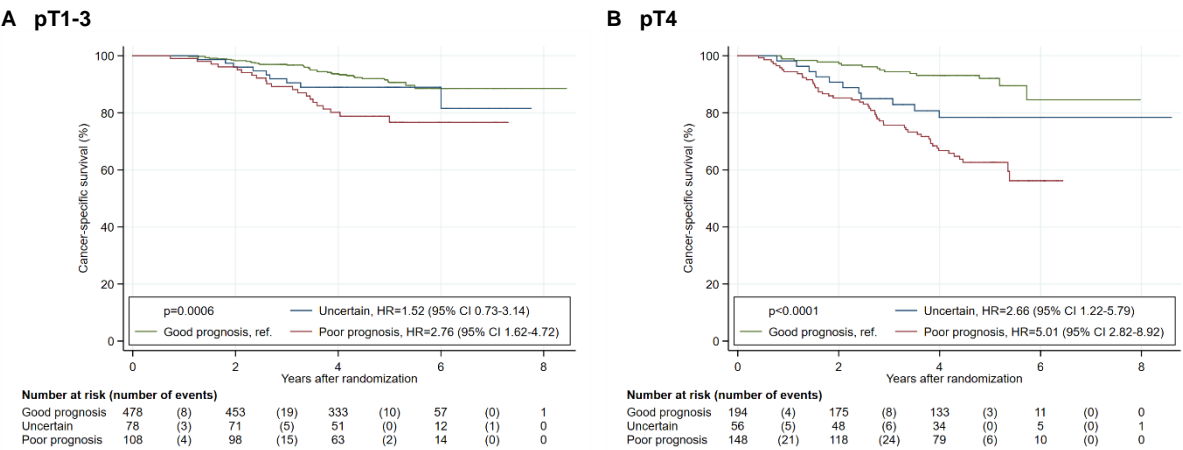 A pT1-3
100
80
60
40
20
0
Cancer-specific survival (%)
p=0.0006
Uncertain, HR=1.52 (95% CI 0.73-3.14)
Good prognosis, ref.
Poor prognosis, HR=2.76 (95% CI 1.62-4.72)
0 2 4 6 8
Years after randomization
Number at risk (number of events)
Good prognosis 478 (8) 453 (19) 333 (10) 57 (0) 1
Uncertain 78 (3) 71 (5) 51 (0) 12 (1) 0
Poor prognosis 108 (4) 98 (15) 63 (2) 14 (0) 0
B pT4
100
80
60
40
20
0
Cancer-specific survival (%)
p<0.0001
Uncertain, HR=2.66 (95% CI 1.22-5.79)
Good prognosis, ref.
Poor prognosis, HR=5.01 (95% CI 2.82-8.92)
0 2 4 6 8
Years after randomization
Number at risk (number of events)
Good prognosis 194 (4) 175 (8) 133 (3) 11 (0) 0
Uncertain 56 (5) 48 (6) 34 (0) 5 (0) 1
Poor prognosis 148 (21) 118 (24) 79 (6) 10 (0) 0